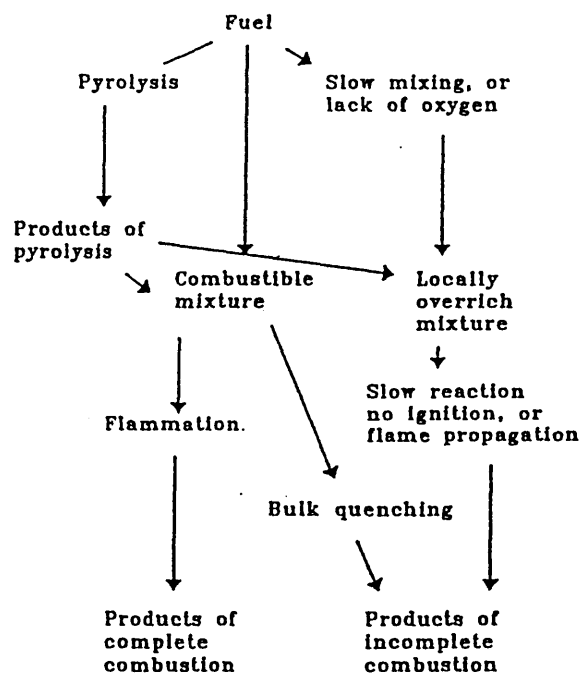 Fuel
Pyrolysis
Slow mixing, or
lack of oxygen
Products of
pyrolysis
Combustible
mixture
Locally
overrich
mixture
Slow reaction
no ignition, or
flame propagation
Flammation.
Bulk quenching
Products of
complete
combustion
Products of
incomplete
combustion